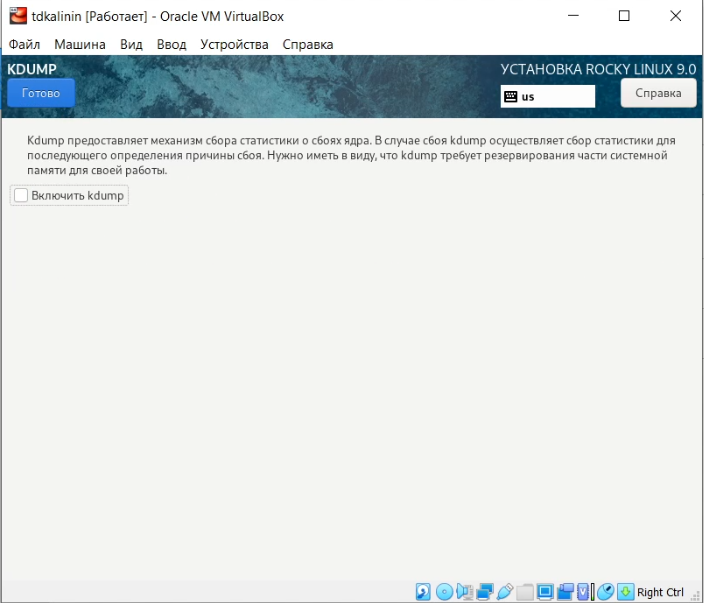 tdkalinin [Работает] - Oracle VM VirtualBox
Файл Машина Вид Ввод Устройства Справка
KDUMP
УСТАНОВКА ROCKY LINUX 9.0
Готово
us
Справка
Kdump предоставляет механизм сбора статистики о сбоях ядра. В случае сбоя kdump осуществляет сбор статистики для
последующего определения причины сбоя. Нужно иметь в виду, что kdump требует резервирования части системной
памяти для своей работы.
Включить kdump
Right Ctrl